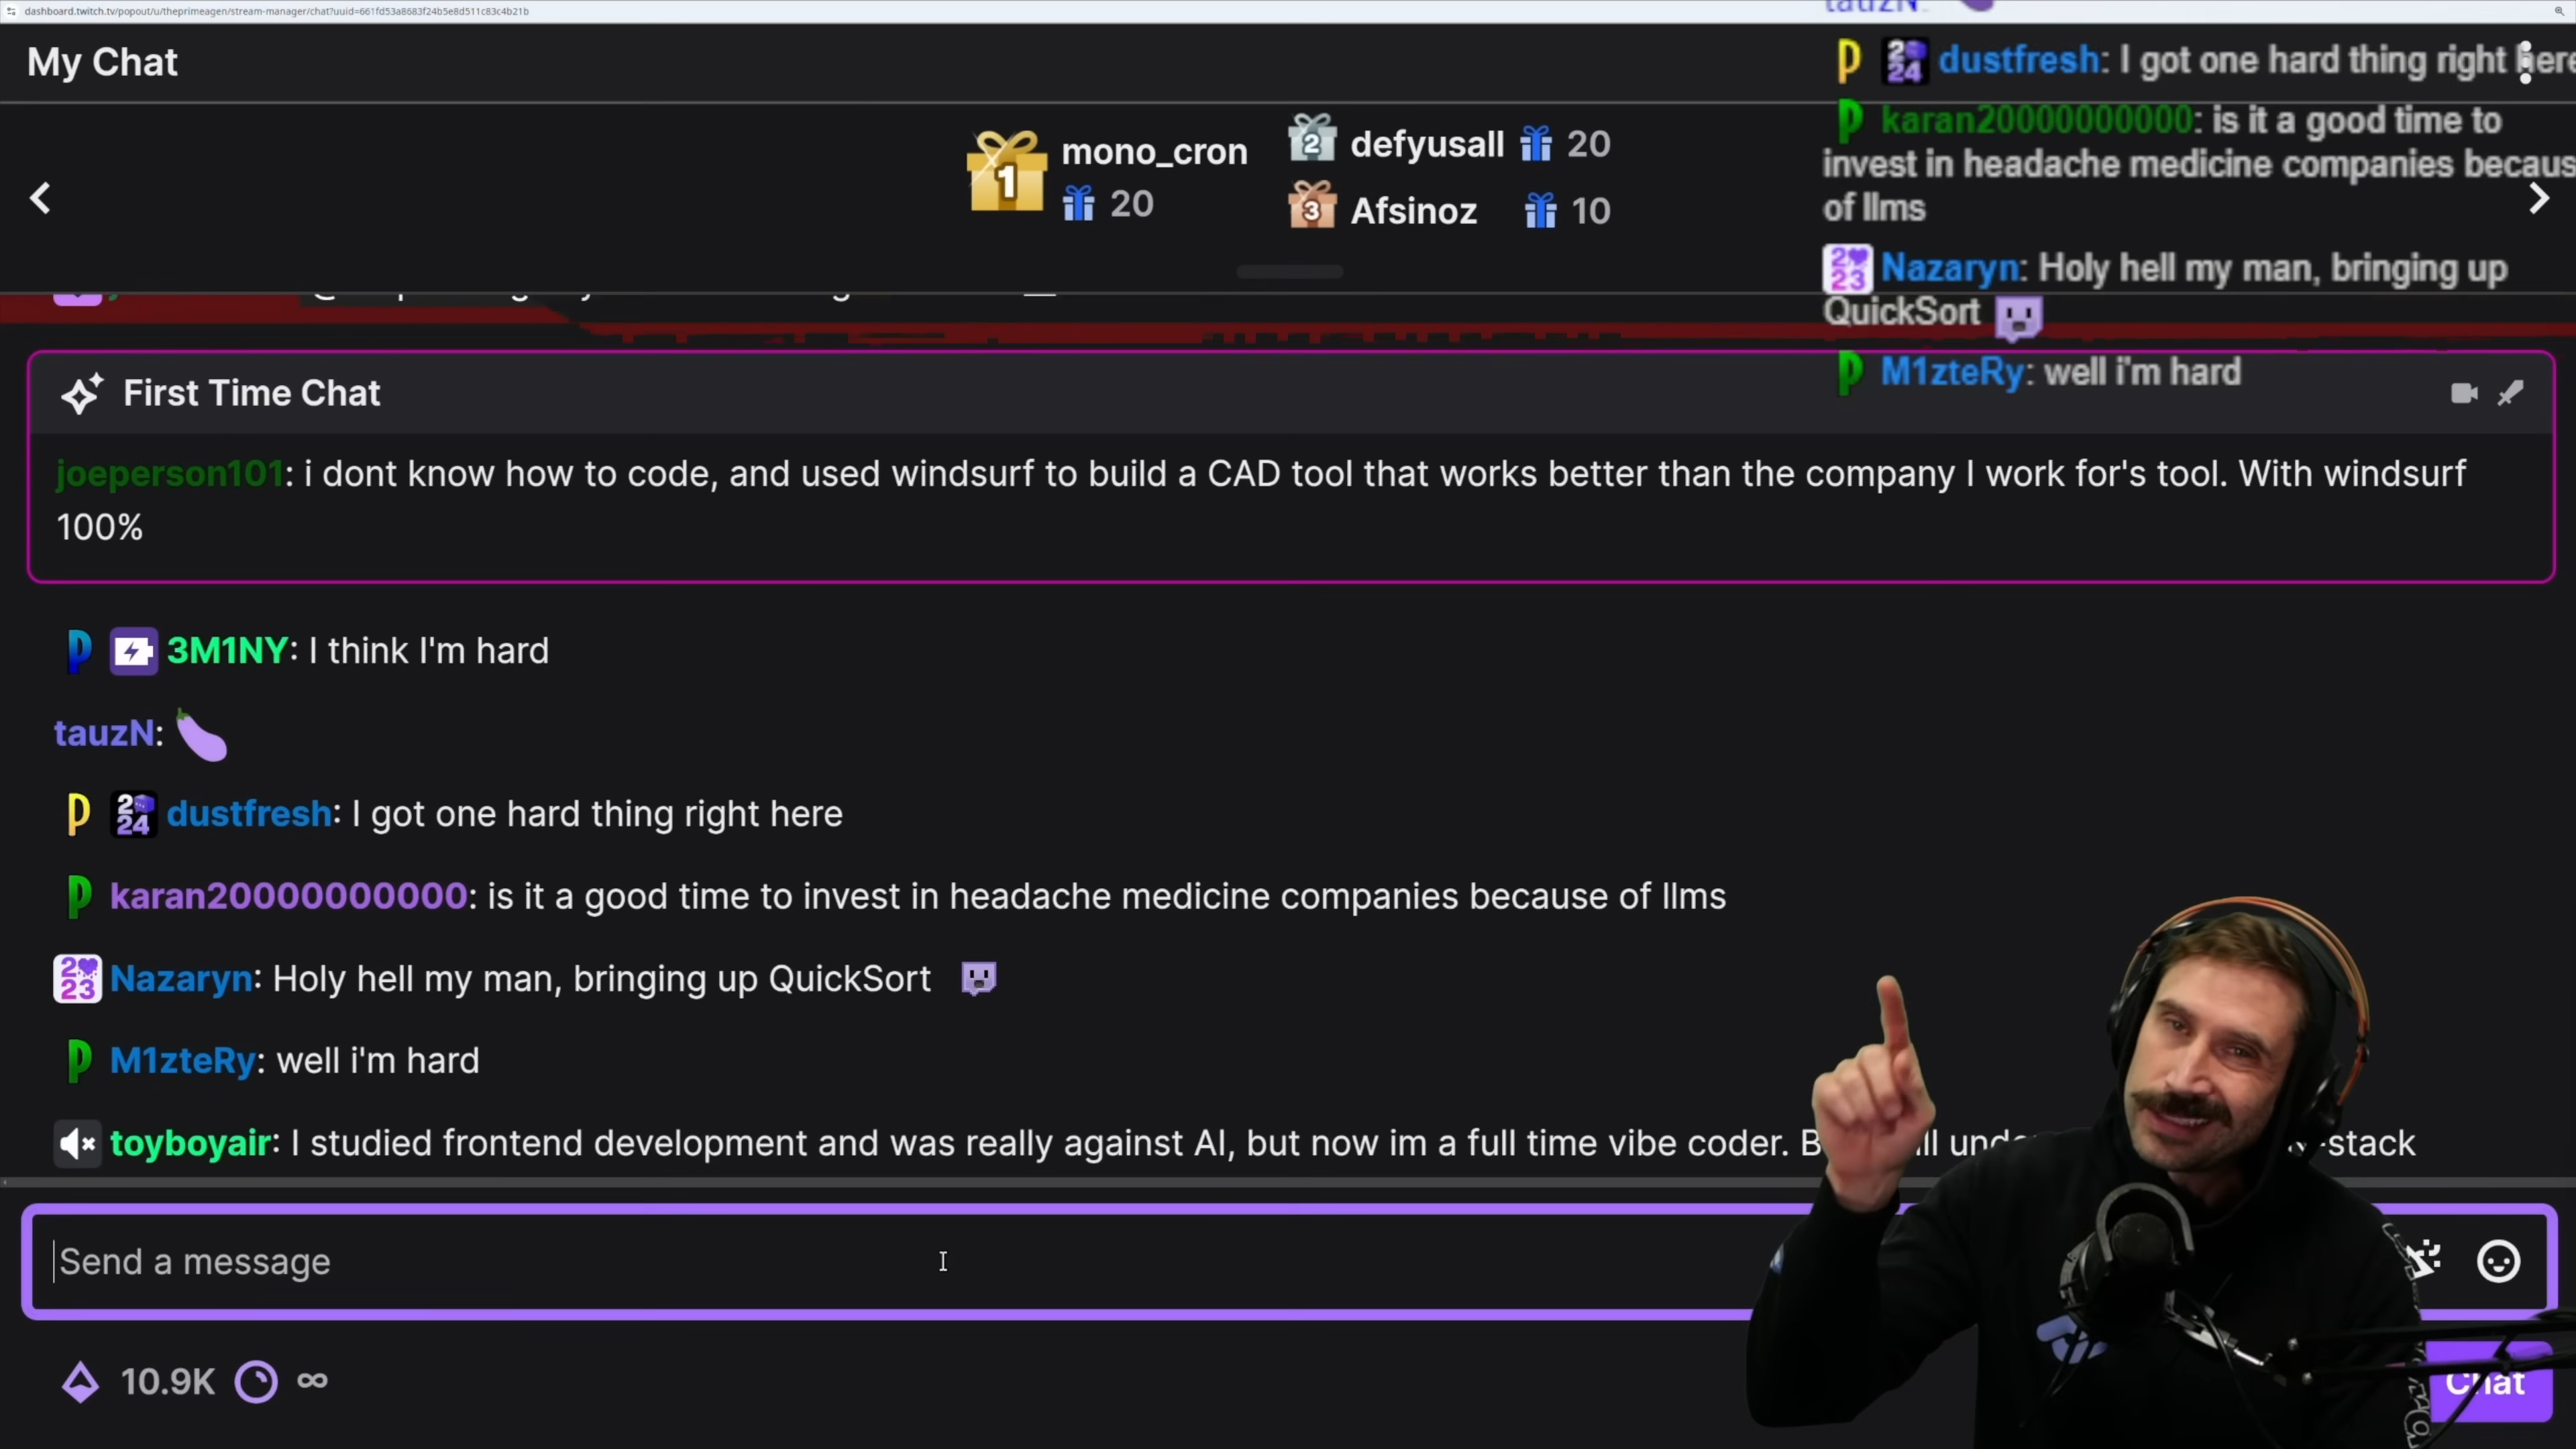 dashboard.twitch.tv/popout/u/theprimeagen/stream-manager/chat?uuid=661fd53a8683f24b5e8d511c83c4b21b
My Chat
1 mono_cron
20
2 defyusall 20
3 Afsinoz 10
tauzN:
dustfresh: I got one hard thing right here
karan20000000000: is it a good time to
invest in headache medicine companies becaus
of llms
Nazaryn: Holy hell my man, bringing up
QuickSort
M1zteRy: well i'm hard
First Time Chat
joeperson101: i dont know how to code, and used windsurf to build a CAD tool that works better than the company I work for's tool. With windsurf
100%
3M1NY: I think I'm hard
tauzN:
dustfresh: I got one hard thing right here
karan20000000000: is it a good time to invest in headache medicine companies because of llms
Nazaryn: Holy hell my man, bringing up QuickSort
M1zteRy: well i'm hard
toyboyair: I studied frontend development and was really against AI, but now im a full time vibe coder. -stack
Send a message
10.9K ∞
Chat